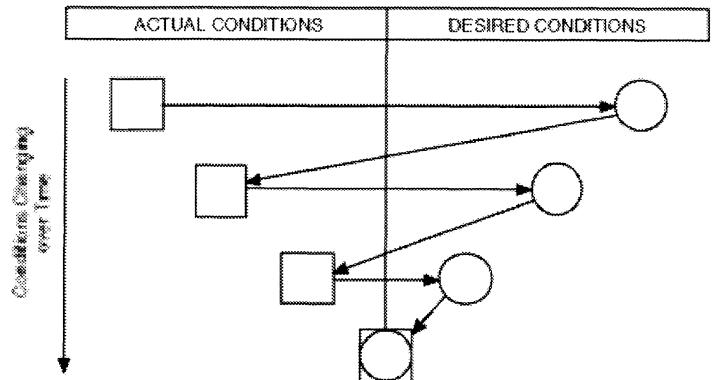 ACTUAL CONDITIONS
DESIRED CONDITIONS
Conditions Changing
over Time